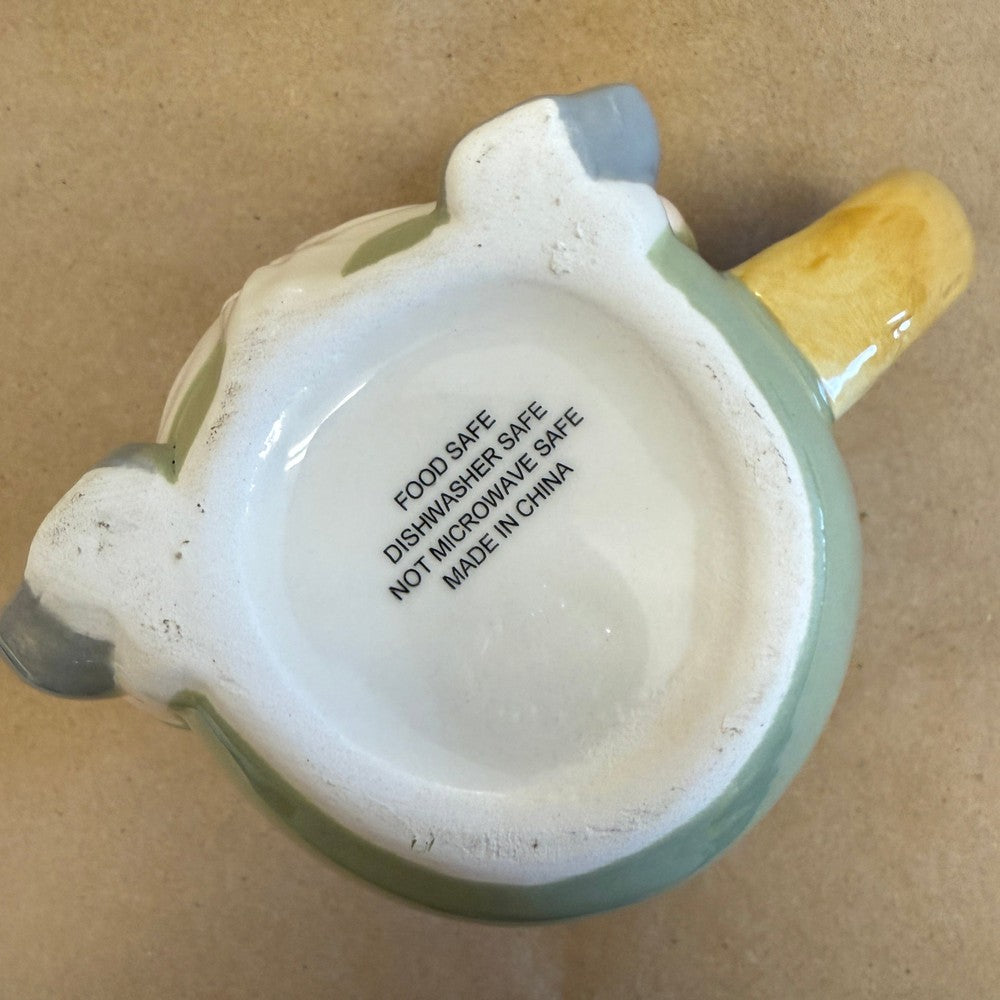 FOOD SAFE
DISHWASHER SAFE
NOT MICROWAVE SAFE
MADE IN CHINA